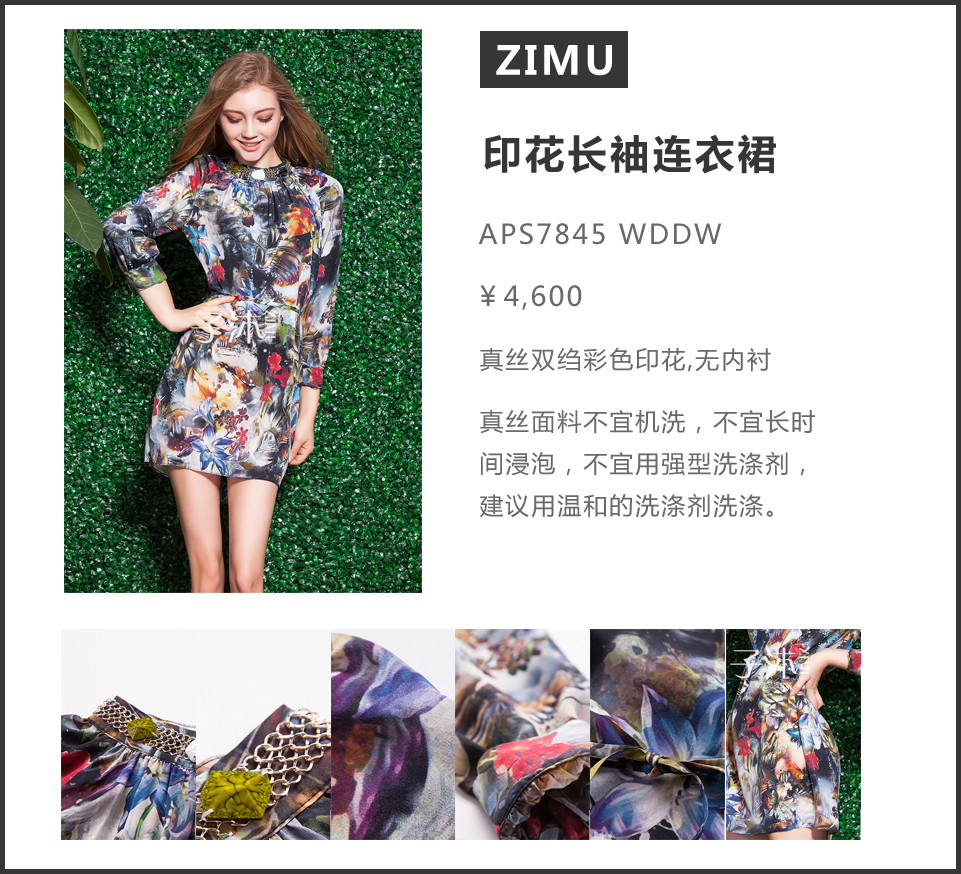 ZIMU
印花长袖连衣裙
APS7845 WDDW
¥ 4,600
真丝双绉彩色印花,无内衬
真丝面料不宜机洗，不宜长时
间浸泡，不宜用强型洗涤剂，
建议用温和的洗涤剂洗涤。